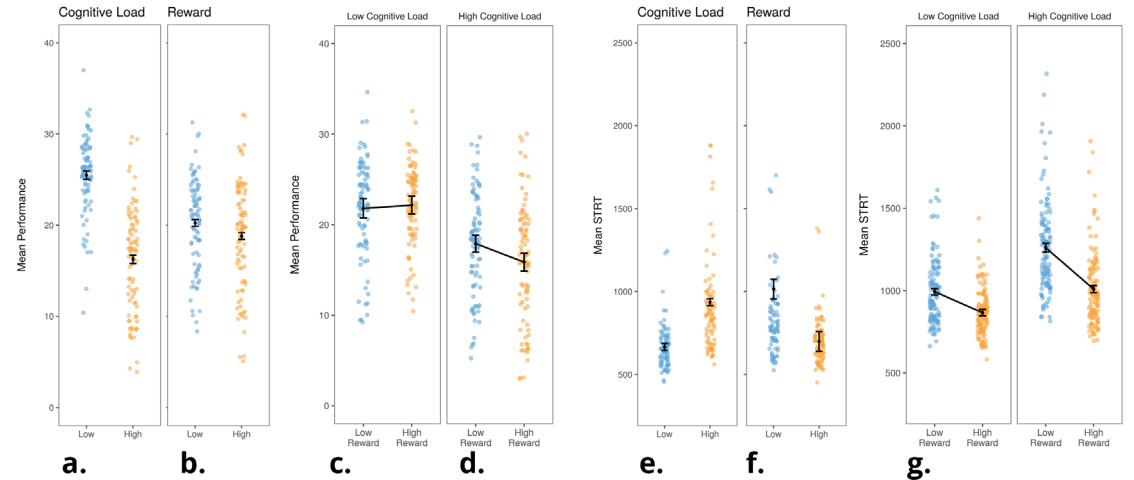 Cognitive Load
Reward
Mean Performance
40
30
20
10
0
Low
High
Low
High
a.
b.
Low Cognitive Load
High Cognitive Load
Mean Performance
40
30
20
10
0
Low
Reward
High
Reward
Low
Reward
High
Reward
c.
d.
Cognitive Load
Reward
Mean STRT
2500
2000
1500
1000
500
Low
High
Low
High
e.
f.
Low Cognitive Load
High Cognitive Load
Mean STRT
2500
2000
1500
1000
500
Low
Reward
High
Reward
Low
Reward
High
Reward
g.